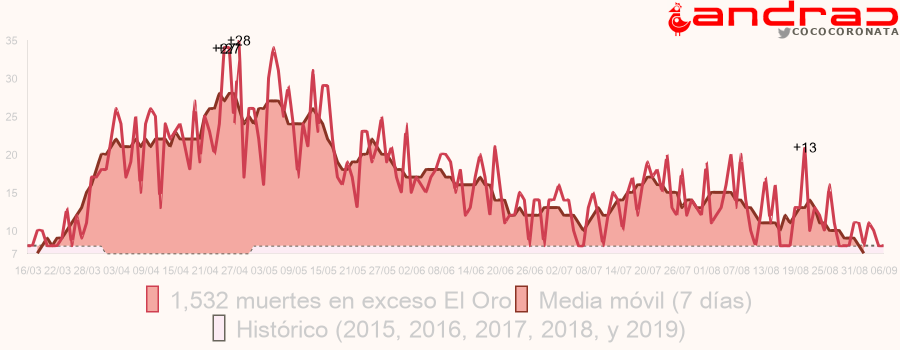 andrab
COCOCORONATA
+28
+27
+13
35
30
25
20
15
10
7
16/03 22/03 28/03 03/04 09/04 15/04 21/04 27/04 03/05 09/05 15/05 21/05 27/05 02/06 08/06 14/06 20/06 26/06 02/07 08/07 14/07 20/07 26/07 01/08 07/08 13/08 19/08 25/08 31/08 06/09
1,532 muertes en exceso El Oro Media móvil (7 días)
Histórico (2015, 2016, 2017, 2018, y 2019)